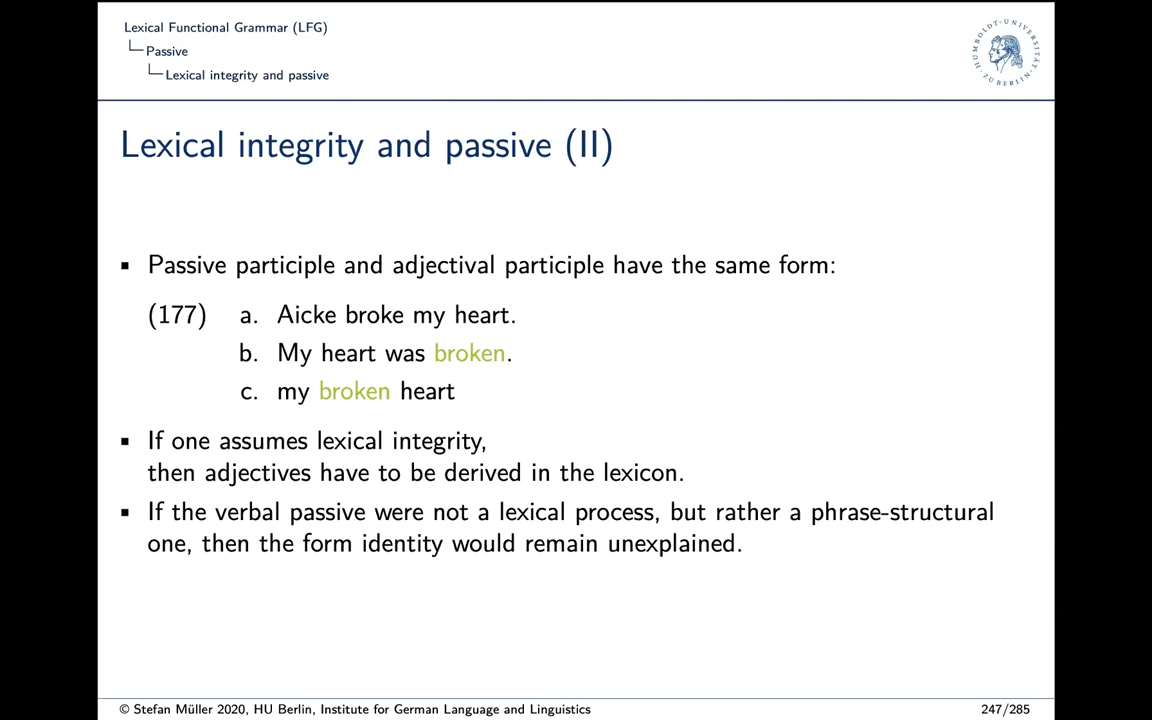 Lexical Functional Grammar (LFG)
Passive
Lexical integrity and passive
HUMBOLDT-UNIVERSITÄT ZU BERLIN
Lexical integrity and passive (II)
▪ Passive participle and adjectival participle have the same form:
(177) a. Aicke broke my heart.
b. My heart was broken.
c. my broken heart
▪ If one assumes lexical integrity,
then adjectives have to be derived in the lexicon.
▪ If the verbal passive were not a lexical process, but rather a phrase-structural
one, then the form identity would remain unexplained.
© Stefan Müller 2020, HU Berlin, Institute for German Language and Linguistics 247/285